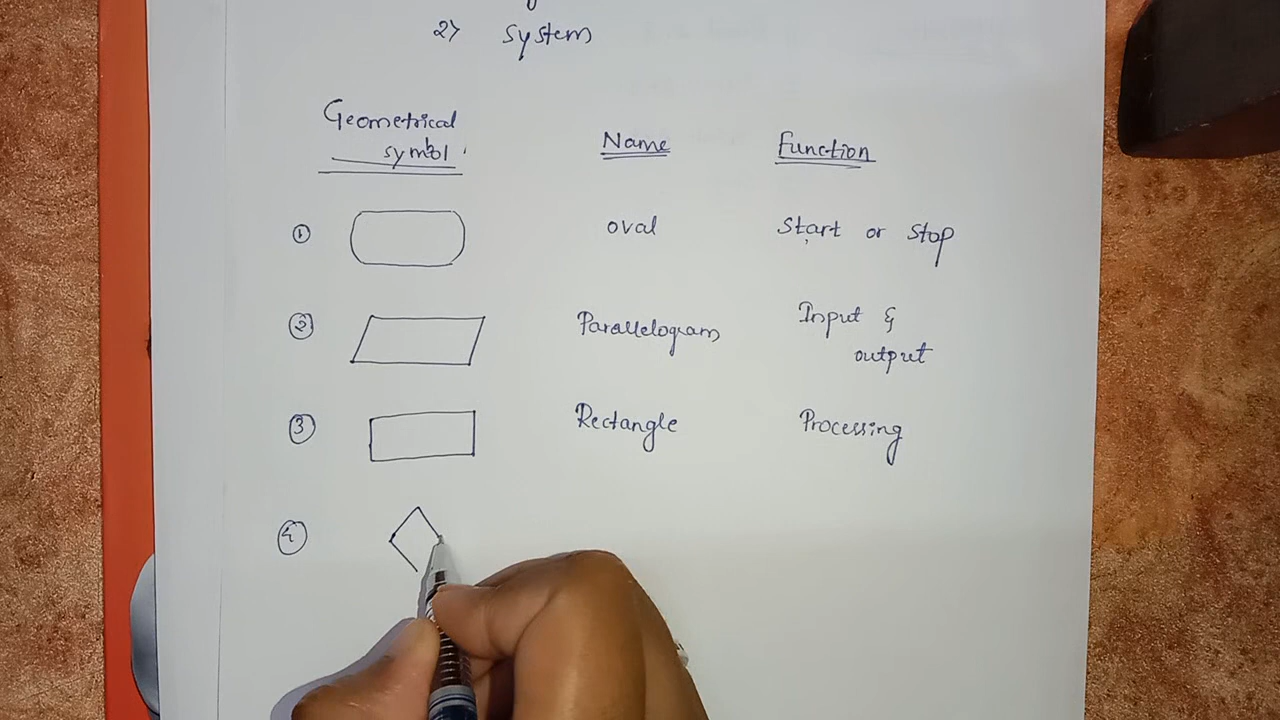 2) System
Geometrical
symbol
Name
Function
① oval Start or stop
② Parallelogram Input &
output
③ Rectangle Processing
④